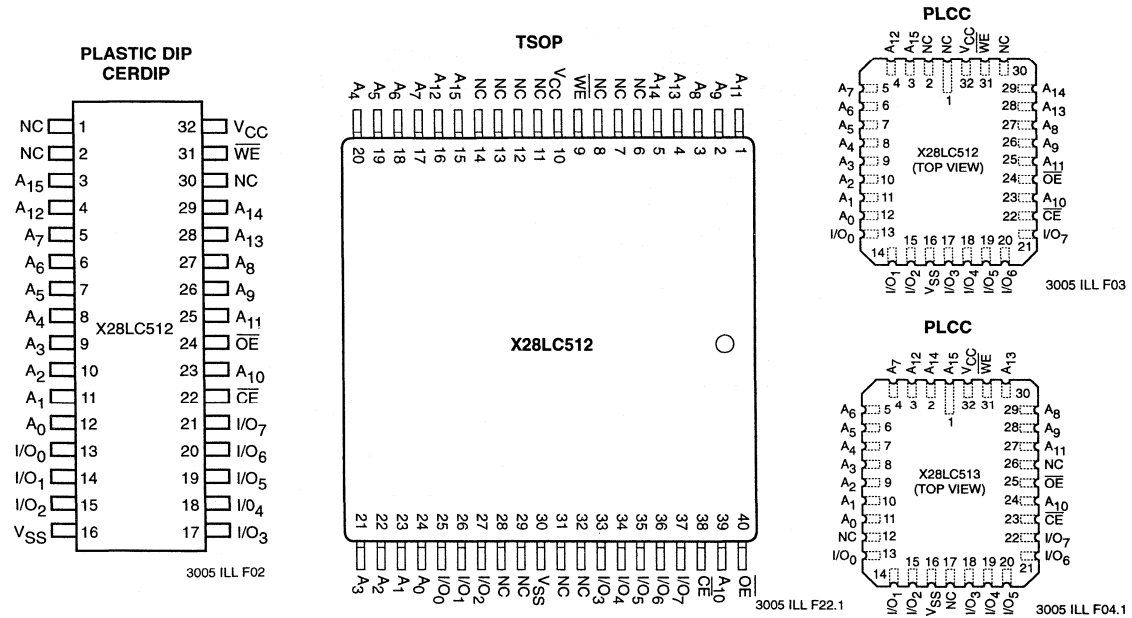 PLASTIC DIP
CERDIP
NC 1 32 VCC
NC 2 31 WE
A15 3 30 NC
A12 4 29 A14
A7 5 28 A13
A6 6 27 A8
A5 7 26 A9
A4 8 X28LC512 25 A11
A3 9 24 OE
A2 10 23 A10
A1 11 22 CE
A0 12 21 I/O7
I/O0 13 20 I/O6
I/O1 14 19 I/O5
I/O2 15 18 I/04
VSS 16 17 I/O3
3005 ILL F02
TSOP
A4 A5 A6 A7 A12 A15 NC NC NC NC VCC WE NC NC NC A14 A13 A8 A9 A11
20 19 18 17 16 15 14 13 12 11 10 9 8 7 6 5 4 3 2 1
X28LC512
21 22 23 24 25 26 27 28 29 30 31 32 33 34 35 36 37 38 39 40
A3 A2 A1 A0 I/O0 I/O1 I/O2 NC NC VSS NC NC I/O3 I/O4 I/O5 I/O6 I/O7 CE A10 OE
3005 ILL F22.1
PLCC
A12 A15 NC NC VCC WE NC
4 3 2 1 32 31 30
A7 5 29 A14
A6 6 28 A13
A5 7 27 A8
A4 8 26 A9
A3 9 X28LC512 25 A11
A2 10 (TOP VIEW) 24 OE
A1 11 23 A10
A0 12 22 CE
I/O0 13 21 I/O7
14 15 16 17 18 19 20
I/O1 I/O2 VSS I/O3 I/O4 I/O5 I/O6
3005 ILL F03
PLCC
A7 A12 A14 A15 VCC WE A13
4 3 2 1 32 31 30
A6 5 29 A8
A5 6 28 A9
A4 7 27 A11
A3 8 26 NC
A2 9 X28LC513 25 OE
A1 10 (TOP VIEW) 24 A10
A0 11 23 CE
NC 12 22 I/O7
I/O0 13 21 I/O6
14 15 16 17 18 19 20
I/O1 I/O2 VSS NC I/O3 I/O4 I/O5
3005 ILL F04.1